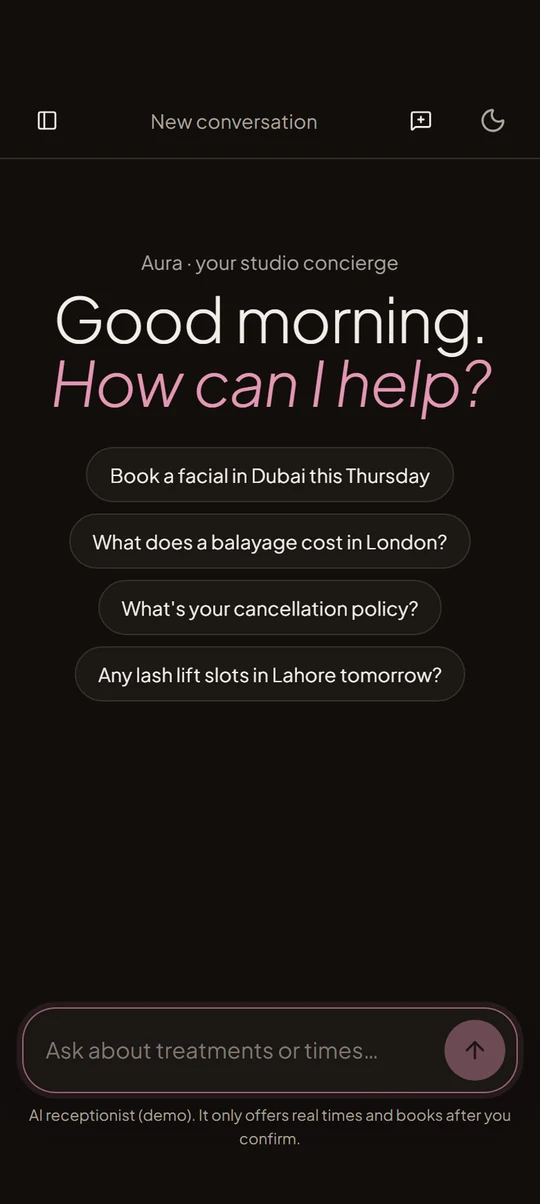 New conversation
Aura · your studio concierge
Good morning.
How can I help?
Book a facial in Dubai this Thursday
What does a balayage cost in London?
What's your cancellation policy?
Any lash lift slots in Lahore tomorrow?
Ask about treatments or times...
AI receptionist (demo). It only offers real times and books after you
confirm.